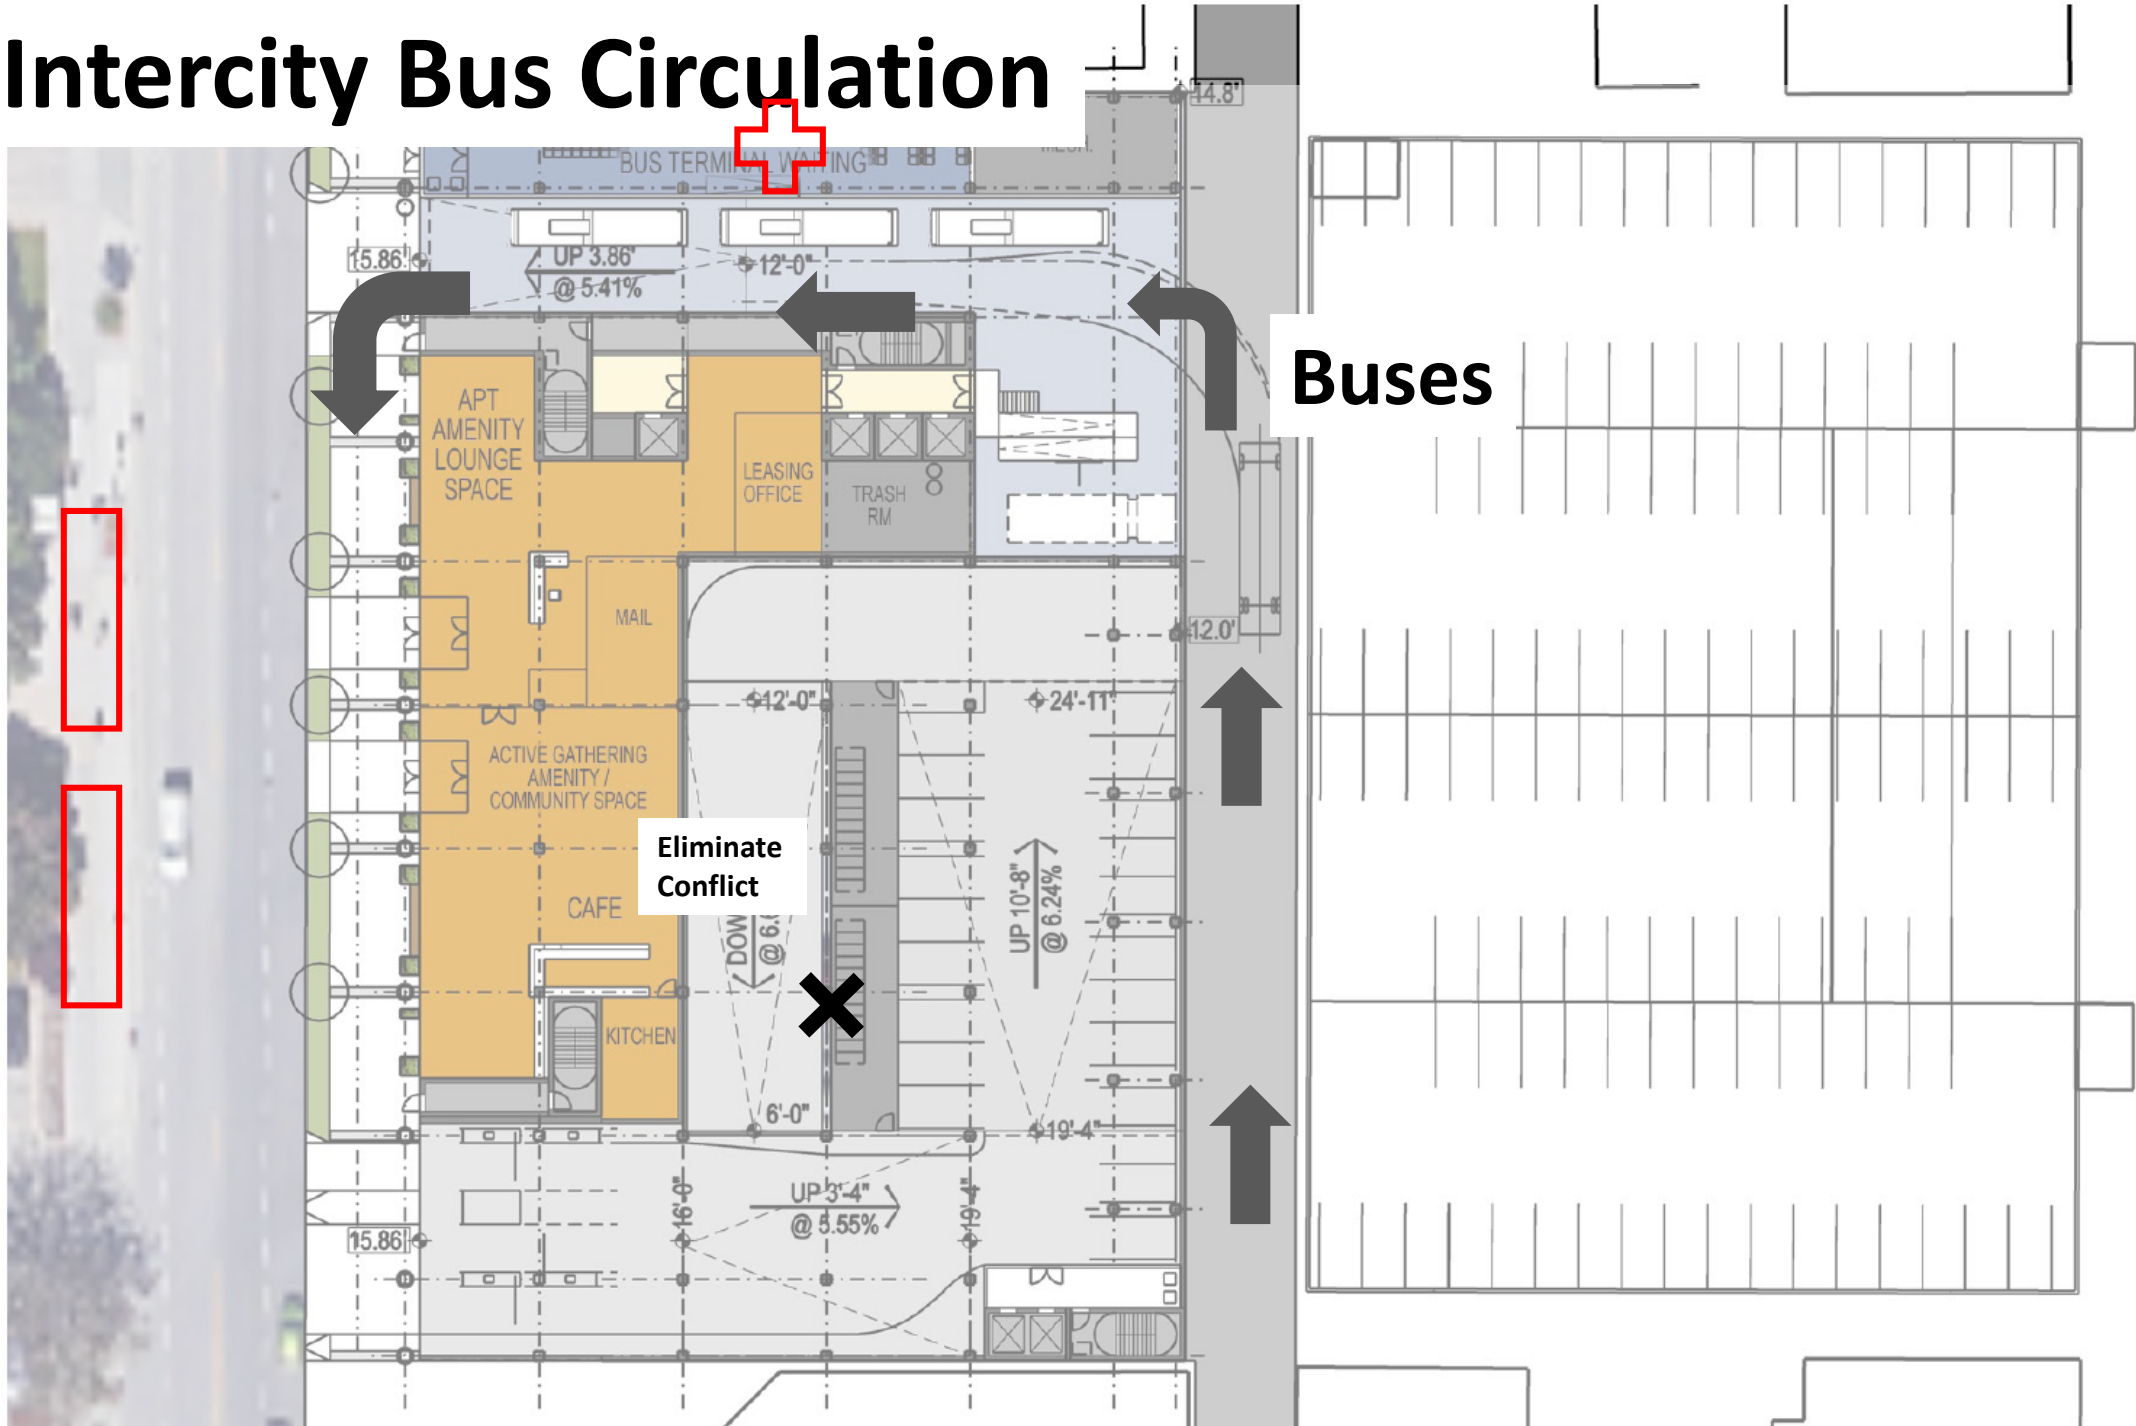 Intercity Bus Circulation
14.8'
MECH.
BUS TERMINAL WAITING
15.86'
UP 3.86'
@ 5.41%
12'-0"
Buses
APT
AMENITY
LOUNGE
SPACE
LEASING
OFFICE
TRASH
RM
MAIL
12.0'
12'-0"
24'-11"
ACTIVE GATHERING
AMENITY /
COMMUNITY SPACE
Eliminate
Conflict
CAFE
UP 10'-8"
@ 6.24%
KITCHEN
6'-0"
19'-4"
16'-0"
UP 3'-4"
@ 5.55%
19'-4"
15.86'